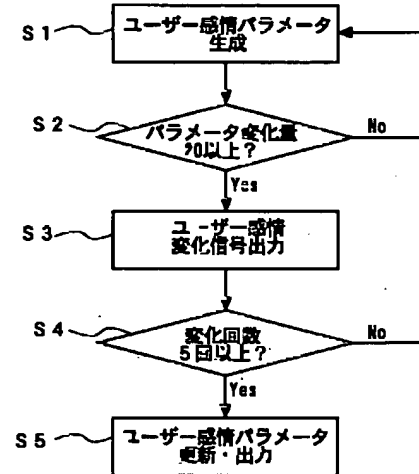 S1
ユーザー感情パラメータ
生成
S2
パラメータ変化量
20以上?
No
Yes
S3
ユーザー感情
変化信号出力
S4
変化回数
5回以上?
No
Yes
S5
ユーザー感情パラメータ
更新・出力